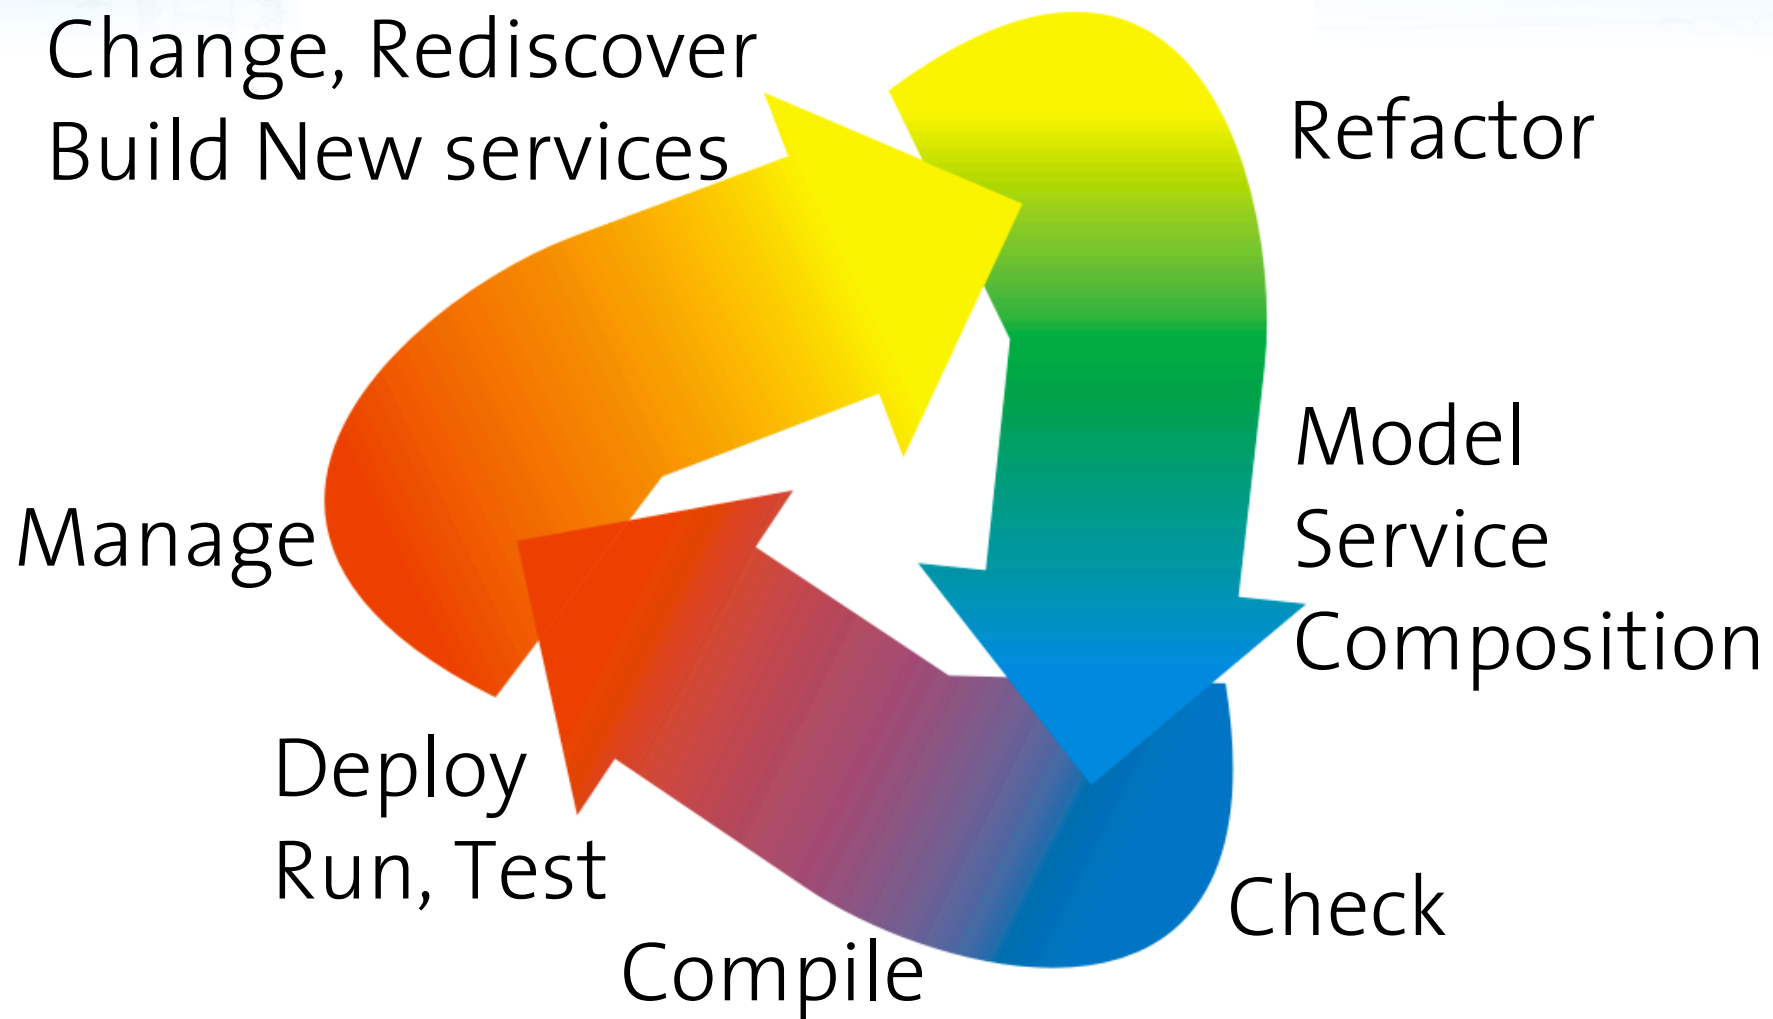 Change, Rediscover
Build New services
Refactor
Model
Service
Composition
Check
Compile
Deploy
Run, Test
Manage